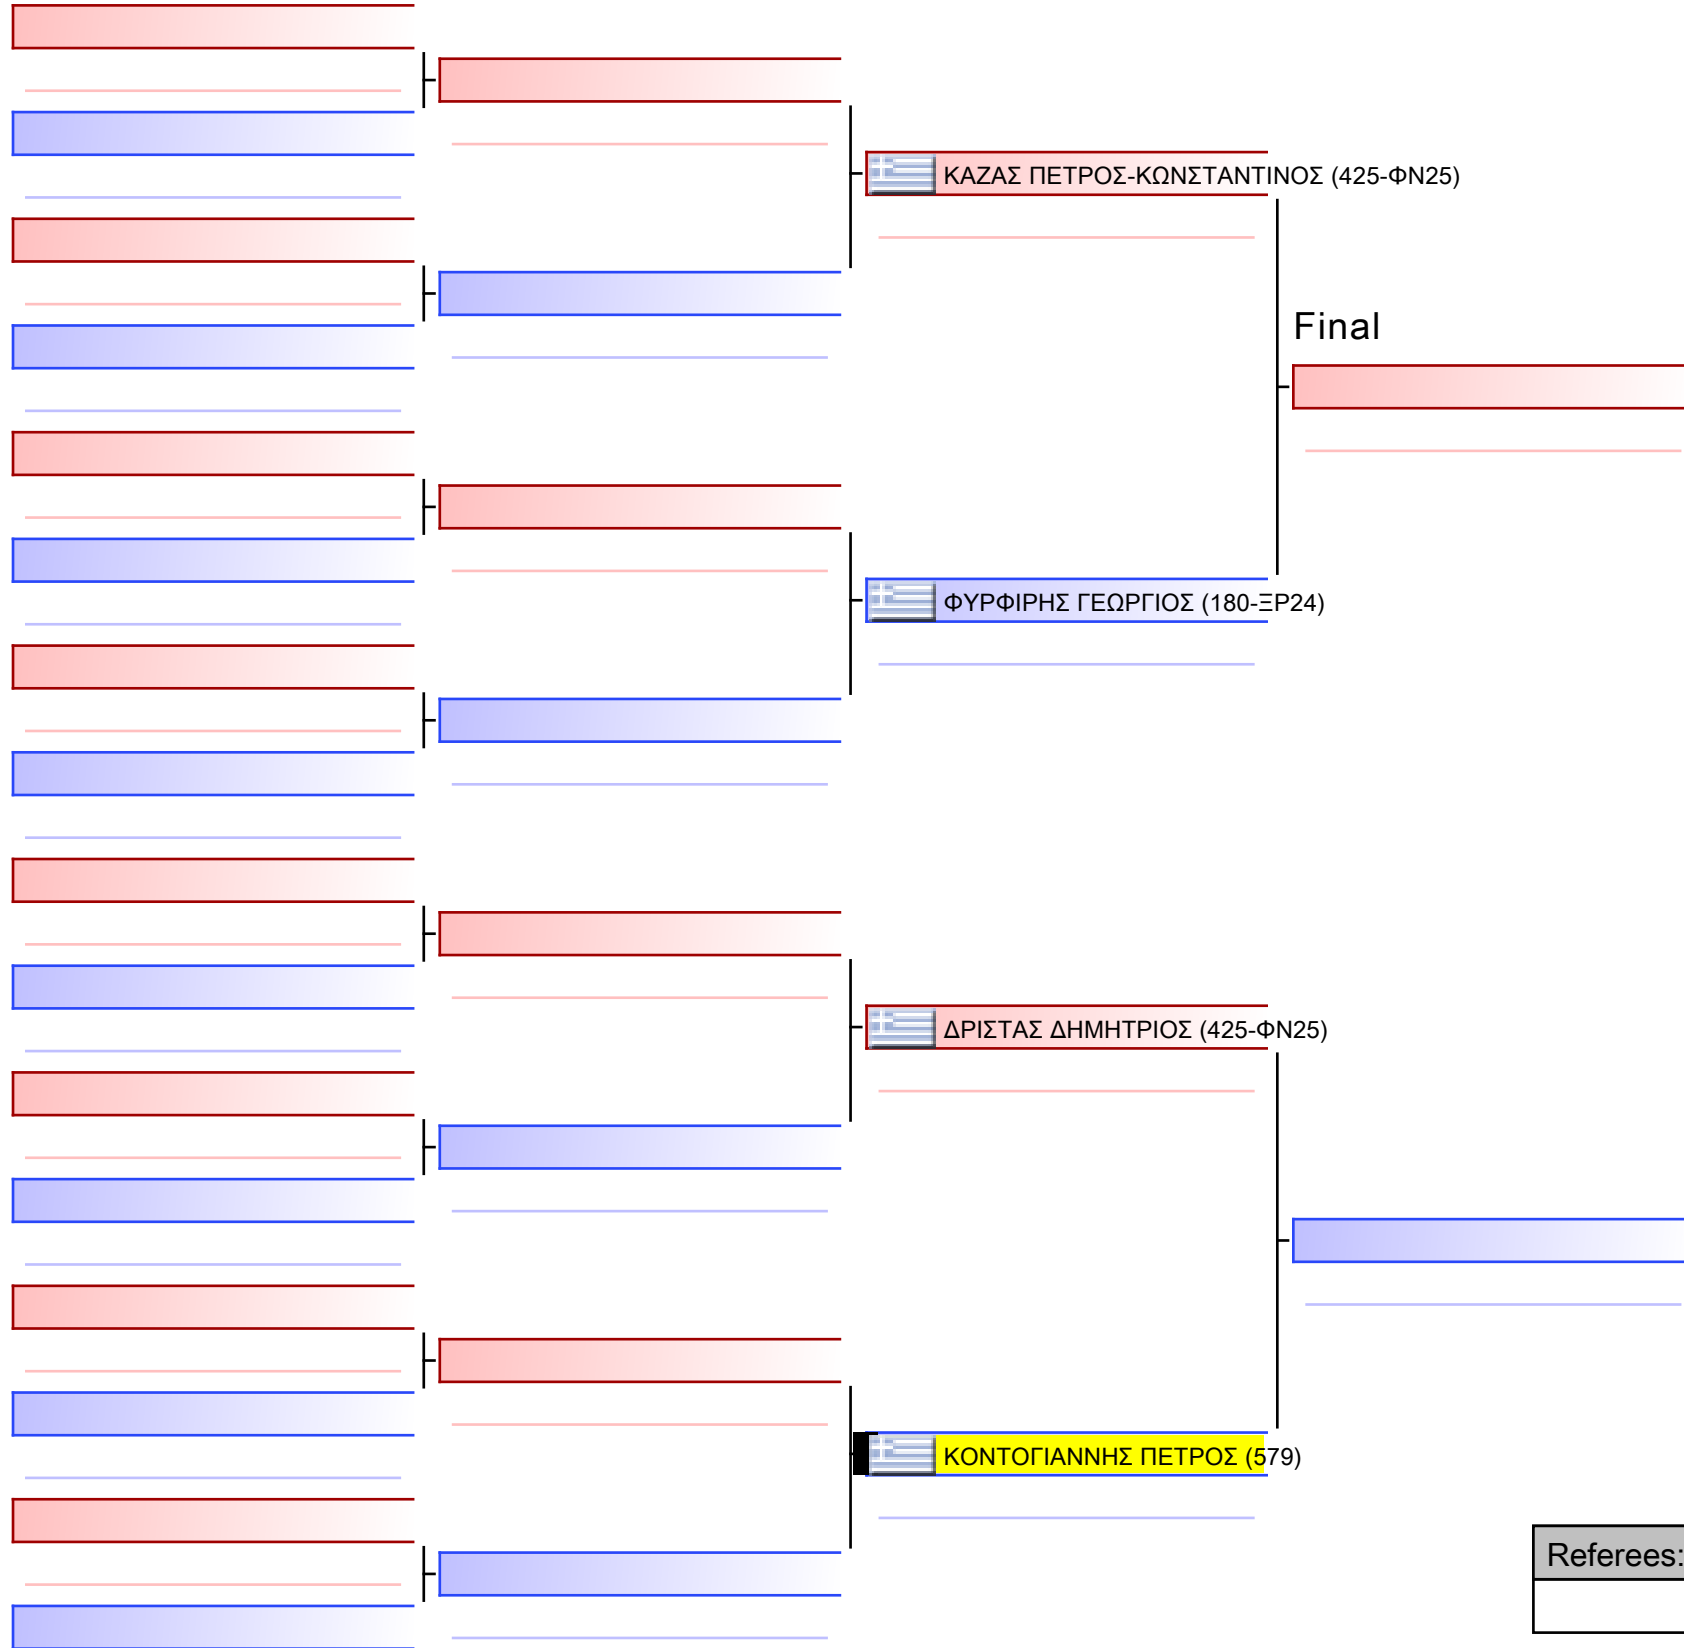 ΚΑΖΑΣ ΠΕΤΡΟΣ-ΚΩΝΣΤΑΝΤΙΝΟΣ (425-ΦΝ25)
Final
ΦΥΡΦΙΡΗΣ ΓΕΩΡΓΙΟΣ (180-ΞΡ24)
ΔΡΙΣΤΑΣ ΔΗΜΗΤΡΙΟΣ (425-ΦΝ25)
ΚΟΝΤΟΓΙΑΝΝΗΣ ΠΕΤΡΟΣ (579)
Referees: